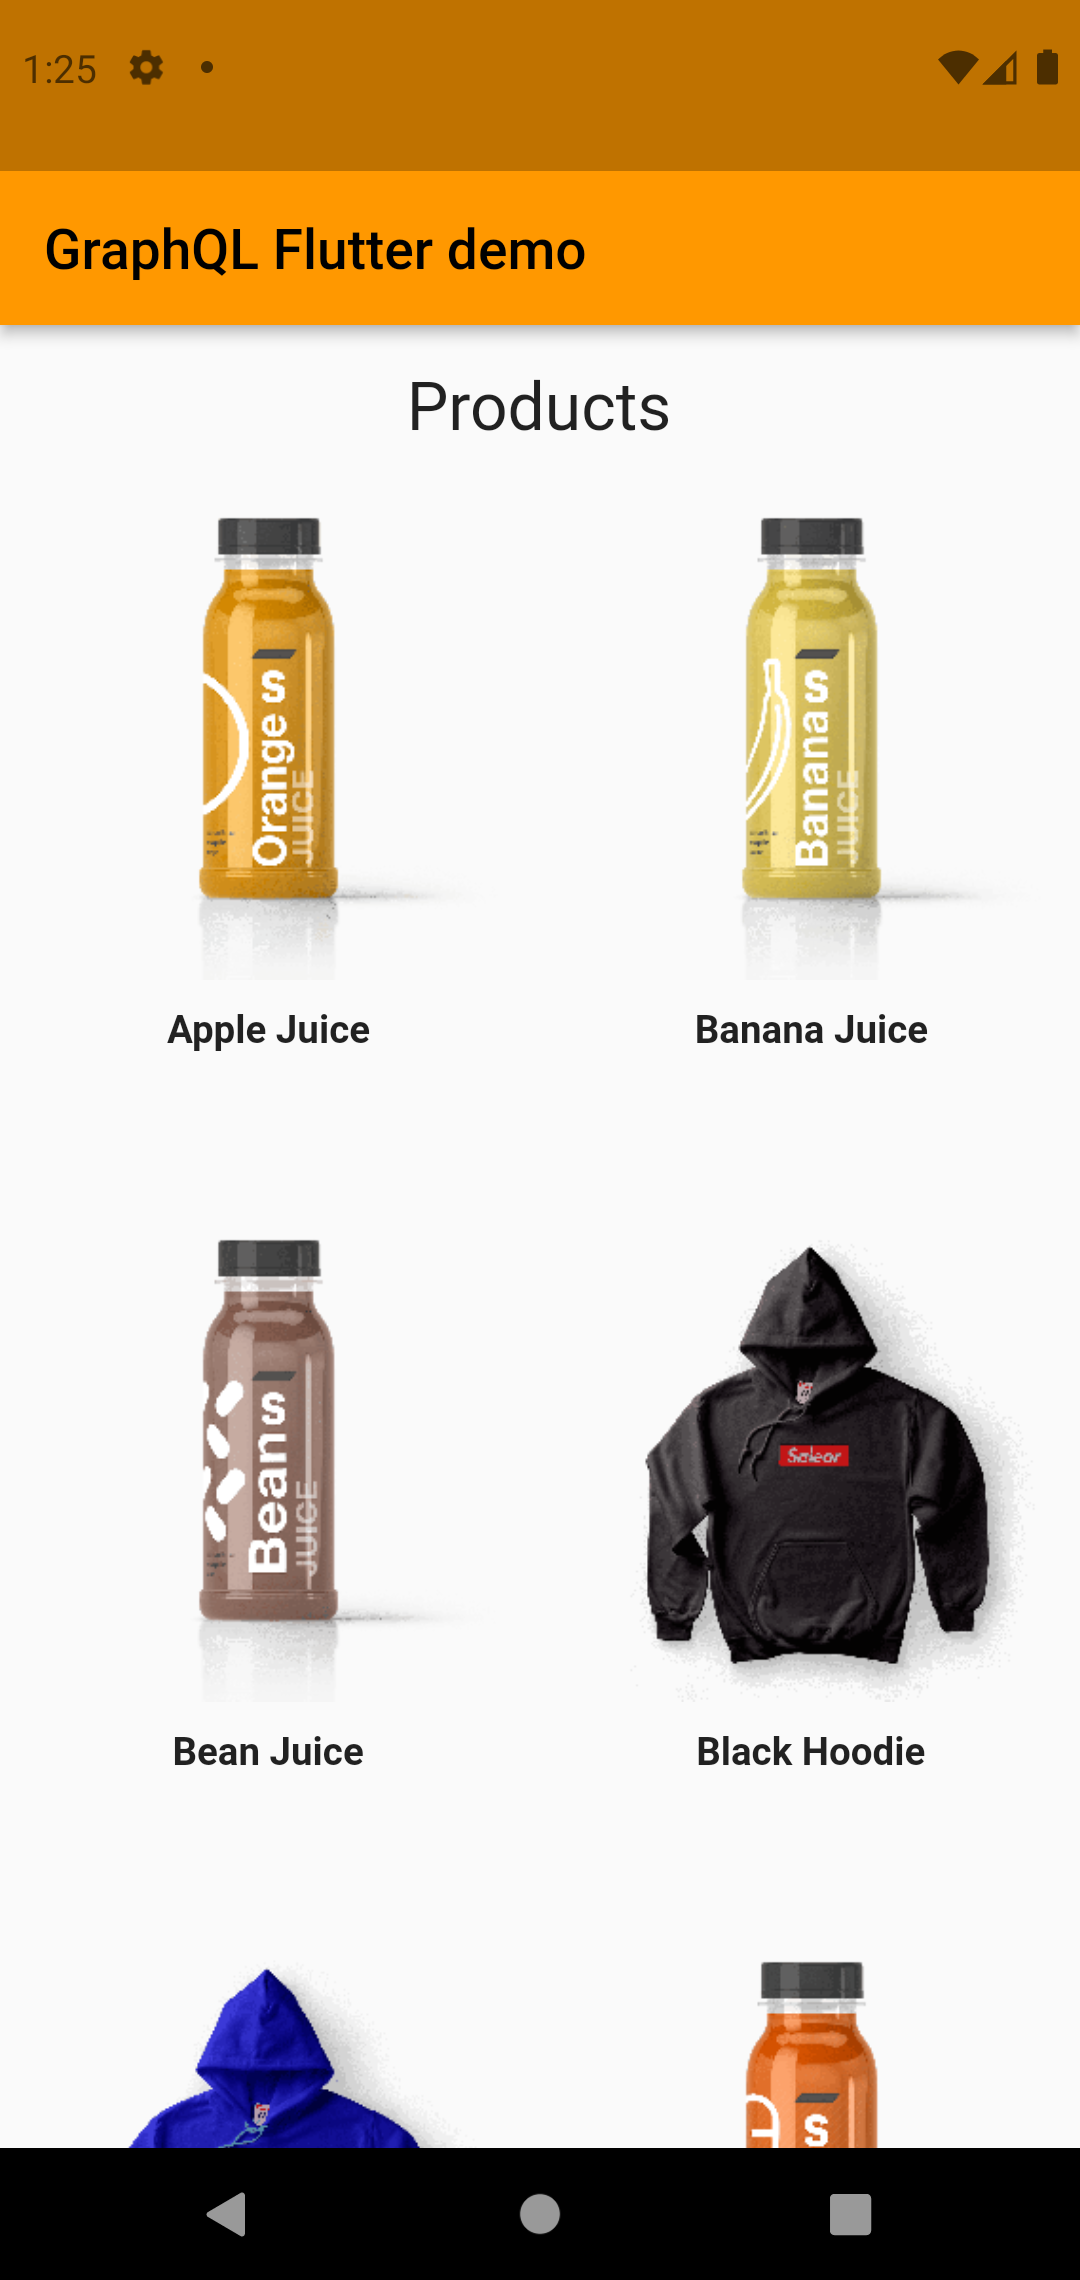 1:25
GraphQL Flutter demo
Products
Orange s
JUICE
Banana s
JUICE
Apple Juice
Banana Juice
Beans
JUICE
Saleor
Bean Juice
Black Hoodie
s